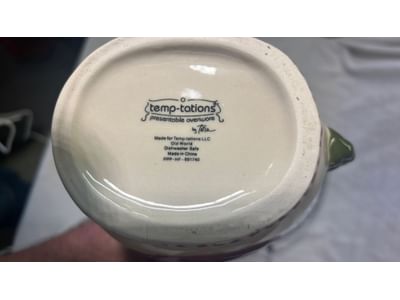 temp-tations®
presentable ovenware
by Tara
Made for Temp-tations LLC
Old World
Dishwasher Safe
Made in China